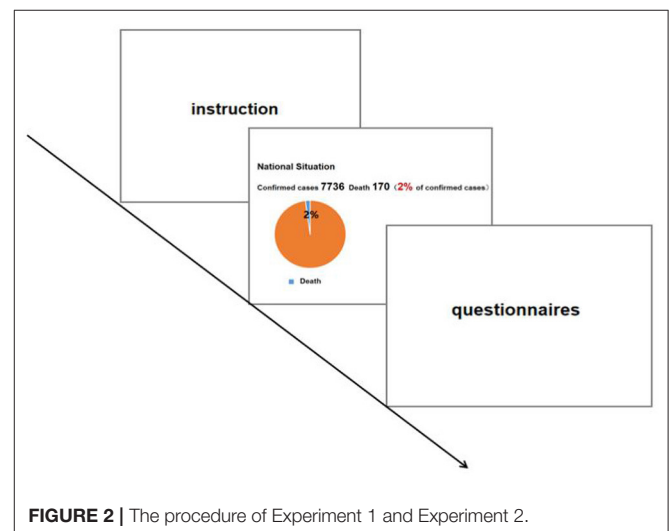 instruction
National Situation
Confirmed cases 7736 Death 170 (2% of confirmed cases)
2%
Death
questionnaires
FIGURE 2 | The procedure of Experiment 1 and Experiment 2.